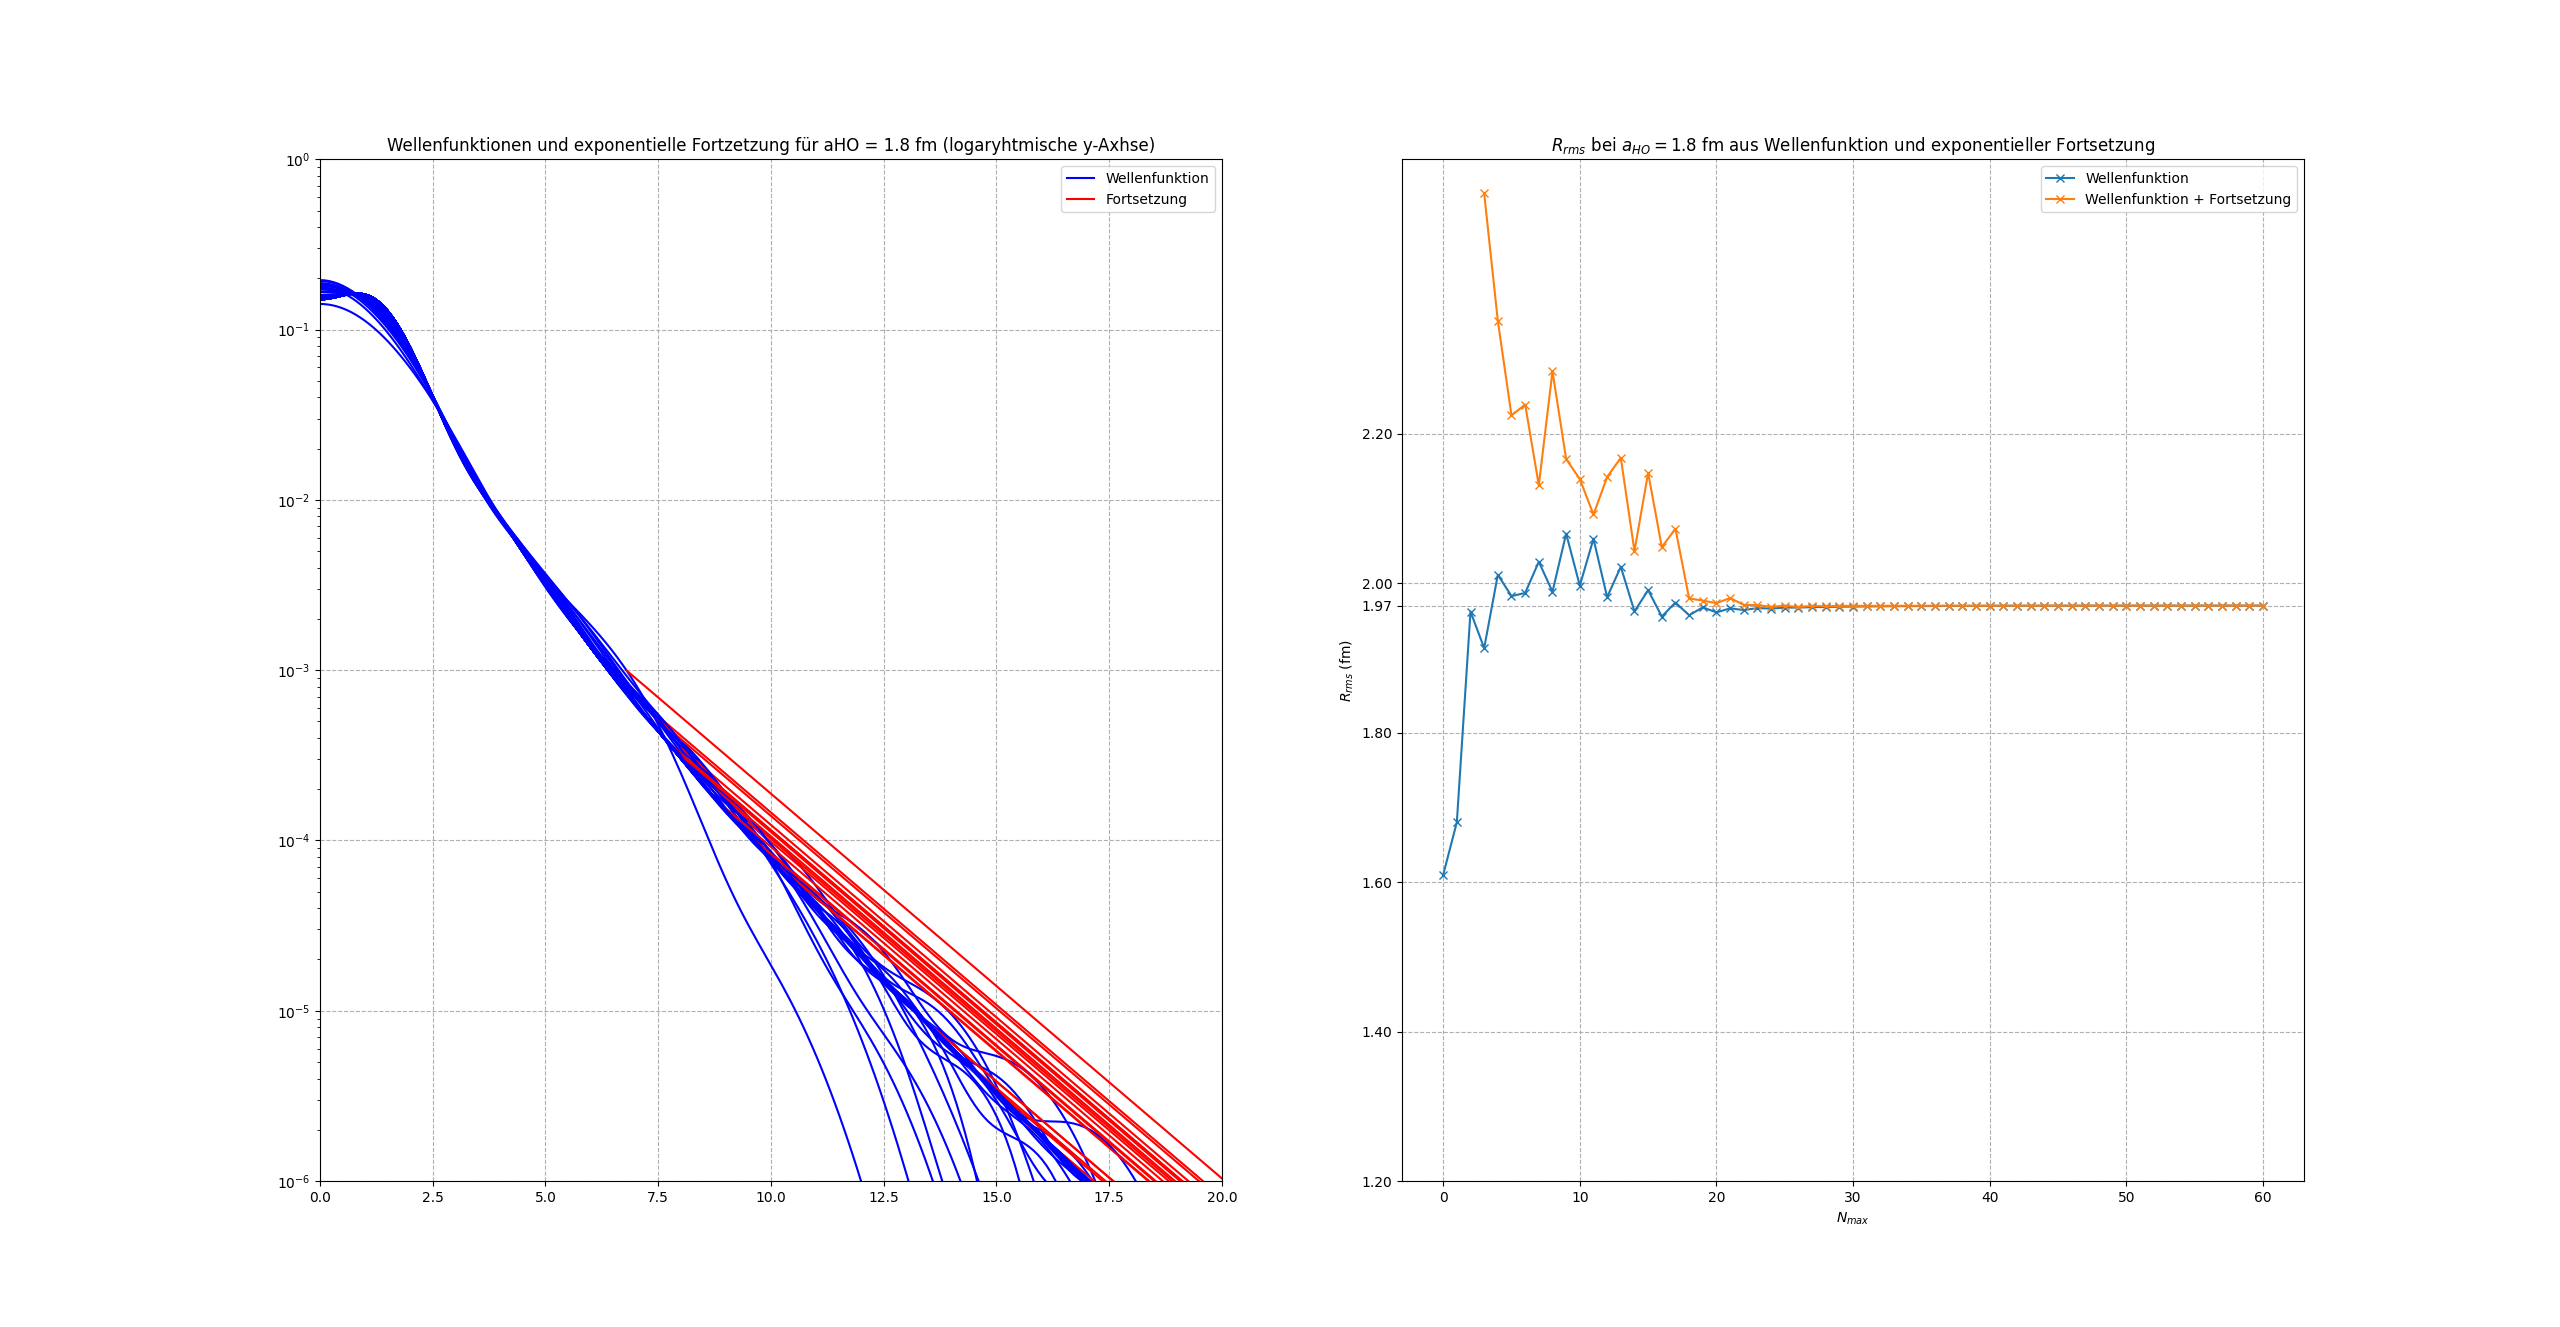 Wellenfunktionen und exponentielle Fortzetzung für aHO = 1.8 fm (logaryhtmische y-Axhse)
Wellenfunktion
Fortsetzung
10⁰
10⁻¹
10⁻²
10⁻³
10⁻⁴
10⁻⁵
10⁻⁶
0.0 2.5 5.0 7.5 10.0 12.5 15.0 17.5 20.0
R_rms bei a_HO = 1.8 fm aus Wellenfunktion und exponentieller Fortsetzung
Wellenfunktion
Wellenfunktion + Fortsetzung
R_rms (fm)
2.20
2.00
1.97
1.80
1.60
1.40
1.20
0 10 20 30 40 50 60
N_max